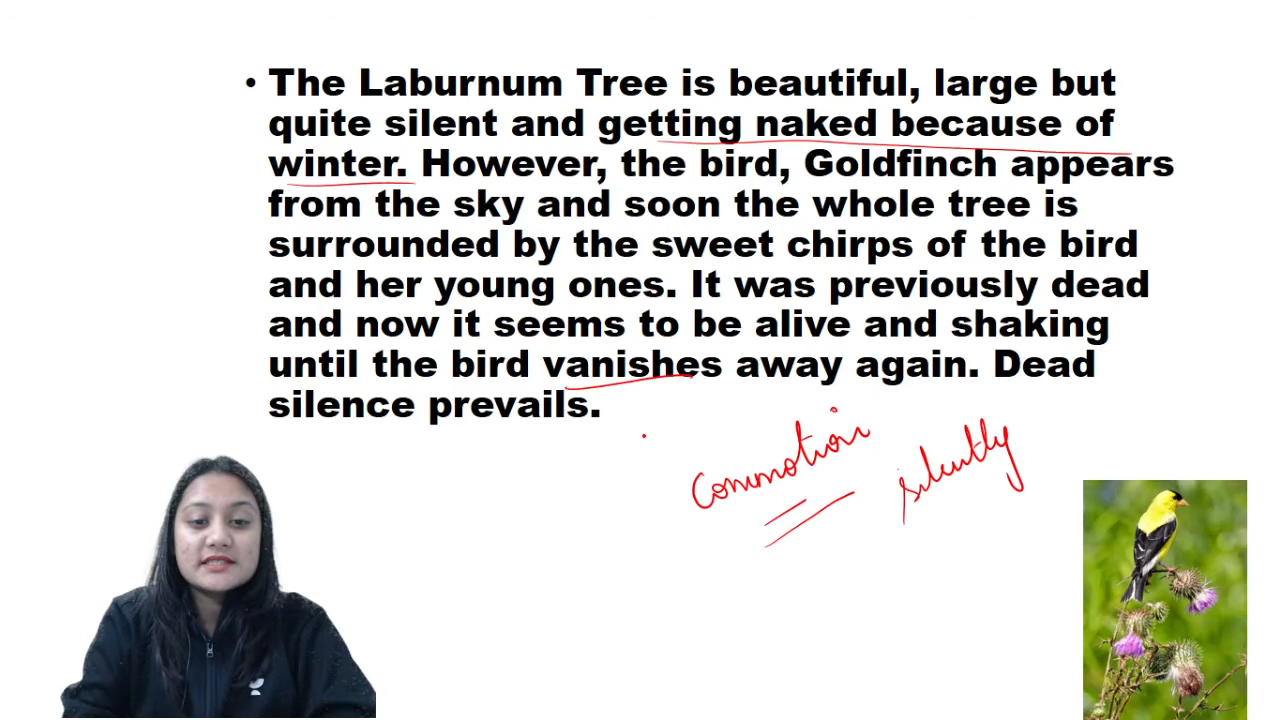 • The Laburnum Tree is beautiful, large but
quite silent and getting naked because of
winter. However, the bird, Goldfinch appears
from the sky and soon the whole tree is
surrounded by the sweet chirps of the bird
and her young ones. It was previously dead
and now it seems to be alive and shaking
until the bird vanishes away again. Dead
silence prevails.
Commotion silently